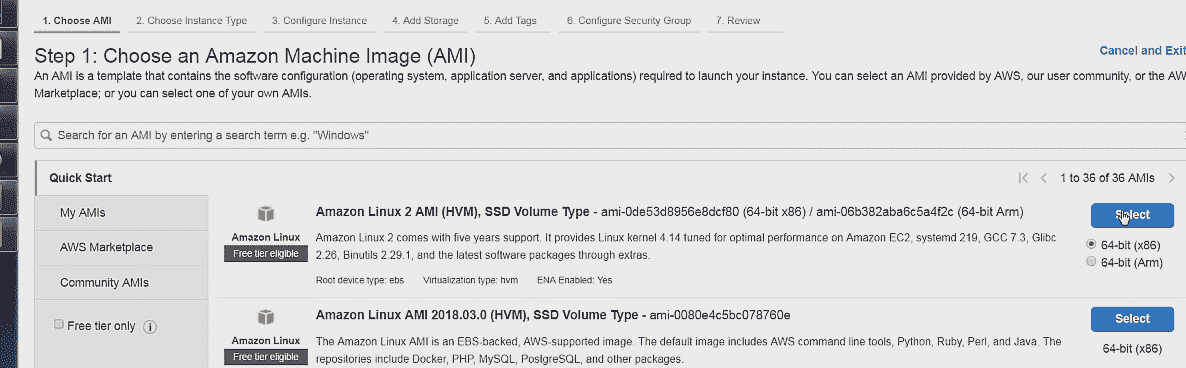 1. Choose AMI 2. Choose Instance Type 3. Configure Instance 4. Add Storage 5. Add Tags 6. Configure Security Group 7. Review
Step 1: Choose an Amazon Machine Image (AMI)
Cancel and Exit
An AMI is a template that contains the software configuration (operating system, application server, and applications) required to launch your instance. You can select an AMI provided by AWS, our user community, or the AW
Marketplace; or you can select one of your own AMIs.
Search for an AMI by entering a search term e.g. "Windows"
Quick Start
1 to 36 of 36 AMIs
My AMIs
AWS Marketplace
Community AMIs
Free tier only
Amazon Linux
Free tier eligible
Amazon Linux 2 AMI (HVM), SSD Volume Type - ami-0de53d8956e8dcf80 (64-bit x86) / ami-06b382aba6c5a4f2c (64-bit Arm)
Amazon Linux 2 comes with five years support. It provides Linux kernel 4.14 tuned for optimal performance on Amazon EC2, systemd 219, GCC 7.3, Glibc
2.26, Binutils 2.29.1, and the latest software packages through extras.
Root device type: ebs Virtualization type: hvm ENA Enabled: Yes
Select
64-bit (x86)
64-bit (Arm)
Amazon Linux
Free tier eligible
Amazon Linux AMI 2018.03.0 (HVM), SSD Volume Type - ami-0080e4c5bc078760e
The Amazon Linux AMI is an EBS-backed, AWS-supported image. The default image includes AWS command line tools, Python, Ruby, Perl, and Java. The
repositories include Docker, PHP, MySQL, PostgreSQL, and other packages.
Select
64-bit (x86)